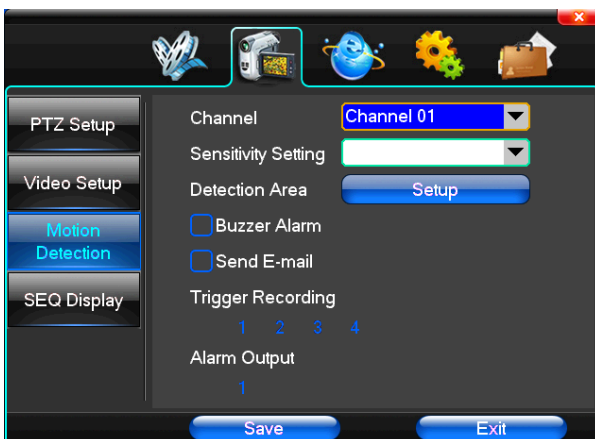 PTZ Setup
Video Setup
Motion
Detection
SEQ Display
Channel
Channel 01
Sensitivity Setting
Detection Area
Setup
Buzzer Alarm
Send E-mail
Trigger Recording
1 2 3 4
Alarm Output
1
Save
Exit